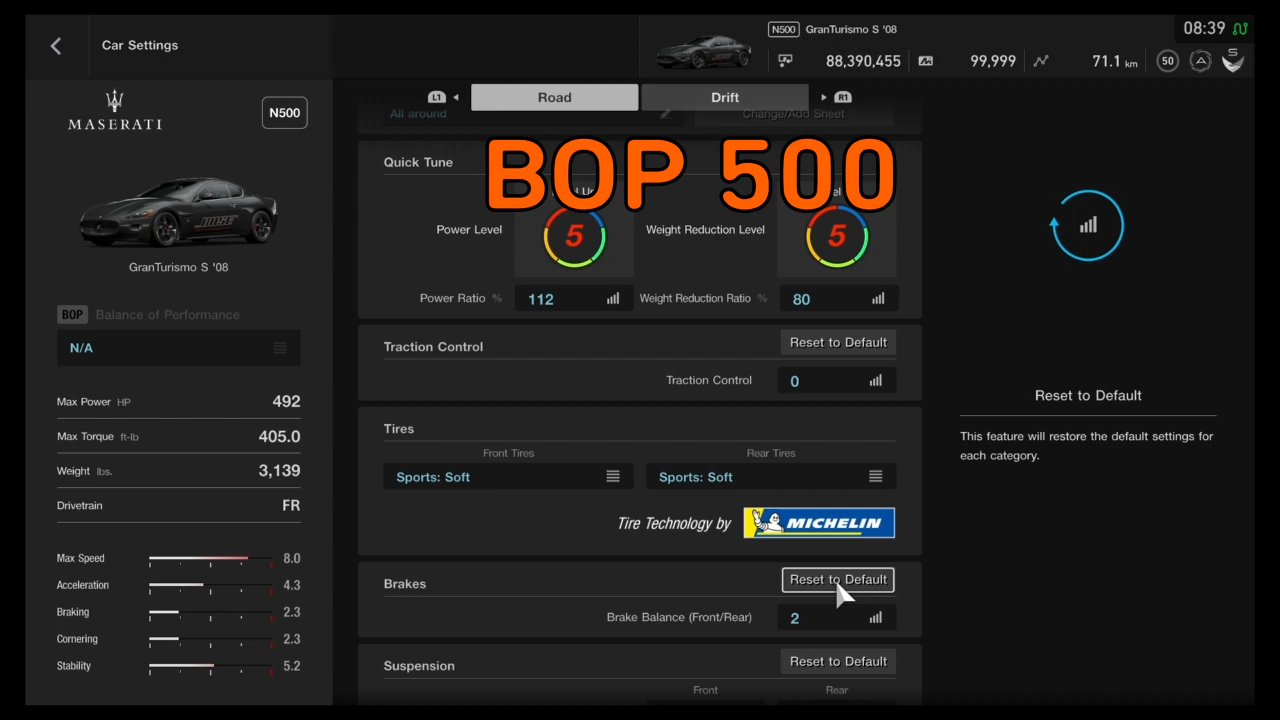 N500 GranTurismo S '08
08:39
Car Settings
88,390,455 99,999 71.1 km 50 A S
L1 Road Drift R1
MASERATI
N500
All around Change/Add Sheet
BOP 500
Quick Tune
Power Level 5 Weight Reduction Level 5
BOSE
GranTurismo S '08
Power Ratio % 112 Weight Reduction Ratio % 80
BOP Balance of Performance
N/A
Traction Control Reset to Default
Traction Control 0
Max Power HP 492
Max Torque ft-lb 405.0
Weight lbs. 3,139
Drivetrain FR
Tires
Front Tires Rear Tires
Sports: Soft Sports: Soft
Tire Technology by MICHELIN
Max Speed 8.0
Acceleration 4.3
Braking 2.3
Cornering 2.3
Stability 5.2
Brakes Reset to Default
Brake Balance (Front/Rear) 2
Suspension Reset to Default
Front Rear
Reset to Default
This feature will restore the default settings for
each category.